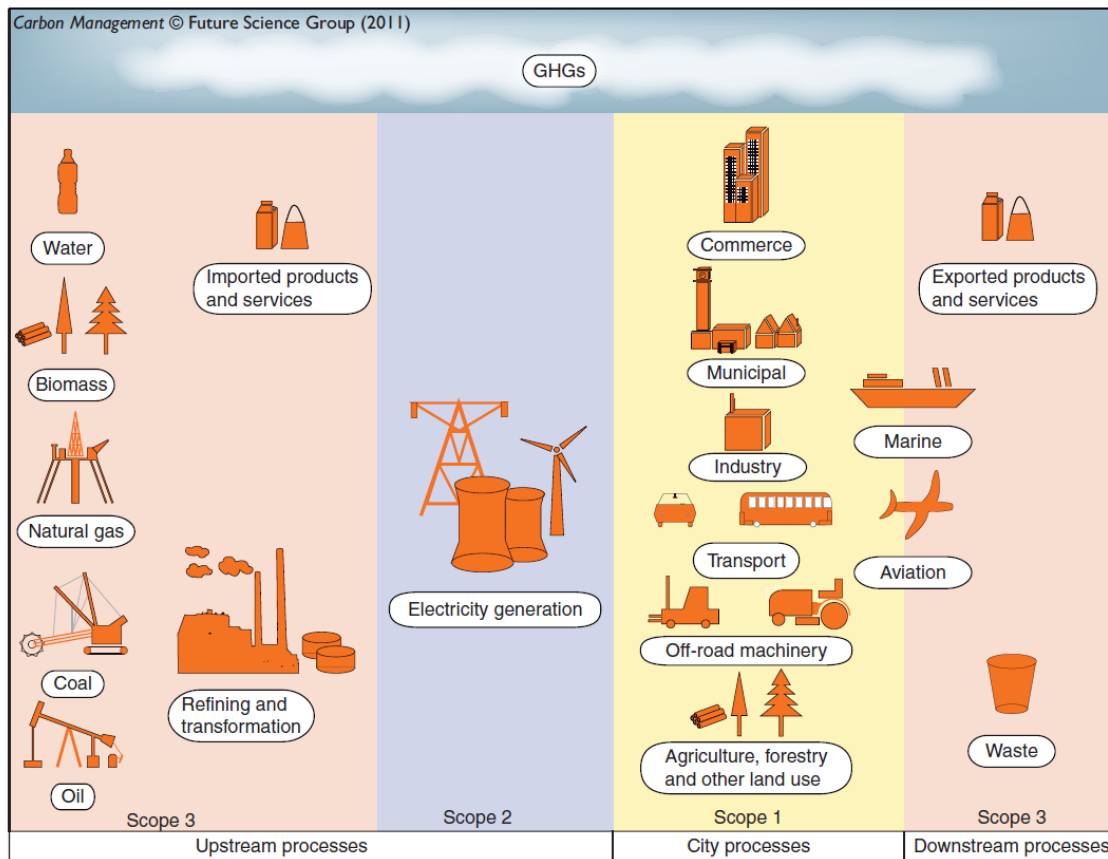 Carbon Management © Future Science Group (2011)
GHGs
Water
Imported products
and services
Biomass
Natural gas
Coal
Refining and
transformation
Oil
Scope 3
Electricity generation
Scope 2
Commerce
Municipal
Industry
Transport
Off-road machinery
Agriculture, forestry
and other land use
Scope 1
Exported products
and services
Marine
Aviation
Waste
Scope 3
Upstream processes
City processes
Downstream processes